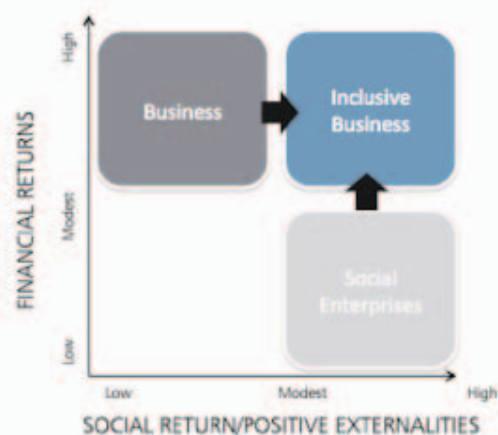 FINANCIAL RETURNS
High
Modest
Low
Business
Inclusive
Business
Social
Enterprises
Low
Modest
High
SOCIAL RETURN/POSITIVE EXTERNALITIES